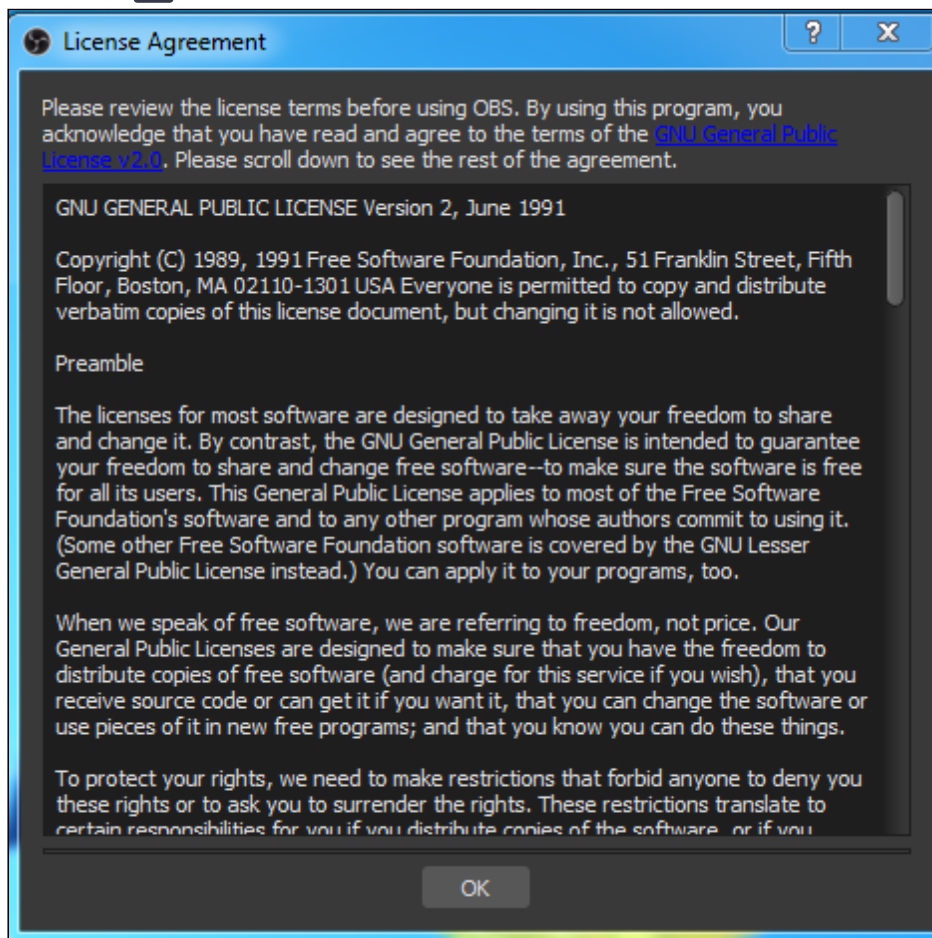 License Agreement
Please review the license terms before using OBS. By using this program, you
acknowledge that you have read and agree to the terms of the GNU General Public
License v2.0. Please scroll down to see the rest of the agreement.
GNU GENERAL PUBLIC LICENSE Version 2, June 1991
Copyright (C) 1989, 1991 Free Software Foundation, Inc., 51 Franklin Street, Fifth
Floor, Boston, MA 02110-1301 USA Everyone is permitted to copy and distribute
verbatim copies of this license document, but changing it is not allowed.
Preamble
The licenses for most software are designed to take away your freedom to share
and change it. By contrast, the GNU General Public License is intended to guarantee
your freedom to share and change free software--to make sure the software is free
for all its users. This General Public License applies to most of the Free Software
Foundation's software and to any other program whose authors commit to using it.
(Some other Free Software Foundation software is covered by the GNU Lesser
General Public License instead.) You can apply it to your programs, too.
When we speak of free software, we are referring to freedom, not price. Our
General Public Licenses are designed to make sure that you have the freedom to
distribute copies of free software (and charge for this service if you wish), that you
receive source code or can get it if you want it, that you can change the software or
use pieces of it in new free programs; and that you know you can do these things.
To protect your rights, we need to make restrictions that forbid anyone to deny you
these rights or to ask you to surrender the rights. These restrictions translate to
certain responsibilities for you if you distribute copies of the software, or if you
OK